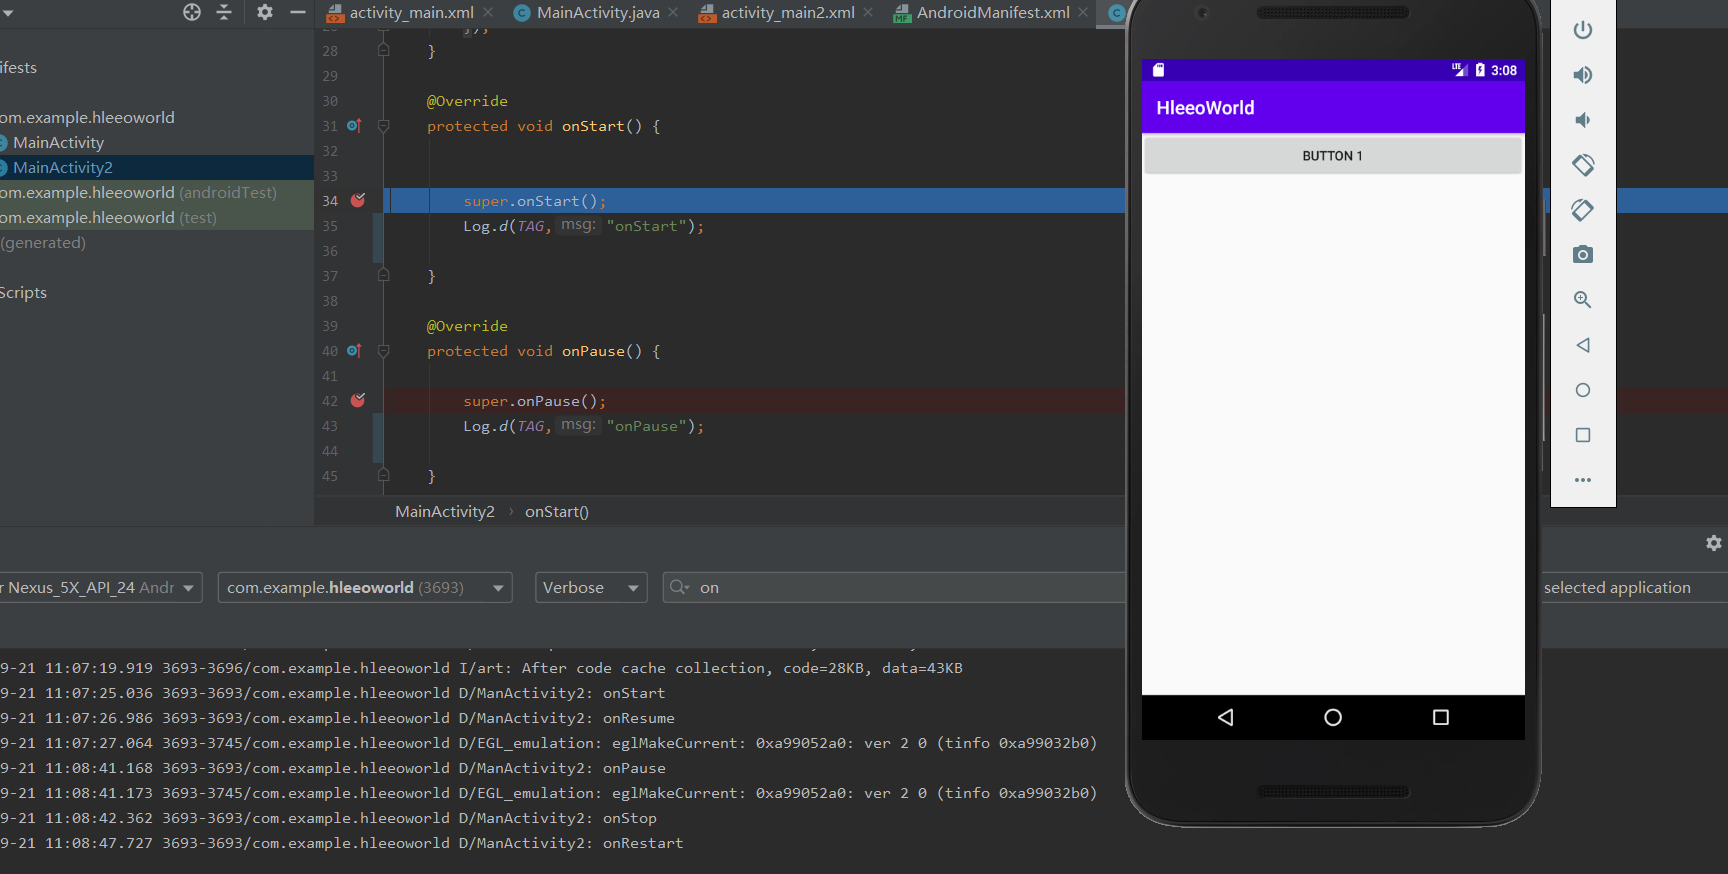 activity_main.xml MainActivity.java activity_main2.xml AndroidManifest.xml
28 }
29
30 @Override
31 protected void onStart() {
32
33
34 super.onStart();
35 Log.d(TAG, msg: "onStart");
36
37 }
38
39 @Override
40 protected void onPause() {
41
42 super.onPause();
43 Log.d(TAG, msg: "onPause");
44
45 }
MainActivity2 › onStart()
ifests
om.example.hleeoworld
MainActivity
MainActivity2
om.example.hleeoworld (androidTest)
om.example.hleeoworld (test)
(generated)
Scripts
LTE 3:08
HleeoWorld
BUTTON 1
r Nexus_5X_API_24 Andr com.example.hleeoworld (3693) Verbose on selected application
9-21 11:07:19.919 3693-3696/com.example.hleeoworld I/art: After code cache collection, code=28KB, data=43KB
9-21 11:07:25.036 3693-3693/com.example.hleeoworld D/ManActivity2: onStart
9-21 11:07:26.986 3693-3693/com.example.hleeoworld D/ManActivity2: onResume
9-21 11:07:27.064 3693-3745/com.example.hleeoworld D/EGL_emulation: eglMakeCurrent: 0xa99052a0: ver 2 0 (tinfo 0xa99032b0)
9-21 11:08:41.168 3693-3693/com.example.hleeoworld D/ManActivity2: onPause
9-21 11:08:41.173 3693-3745/com.example.hleeoworld D/EGL_emulation: eglMakeCurrent: 0xa99052a0: ver 2 0 (tinfo 0xa99032b0)
9-21 11:08:42.362 3693-3693/com.example.hleeoworld D/ManActivity2: onStop
9-21 11:08:47.727 3693-3693/com.example.hleeoworld D/ManActivity2: onRestart